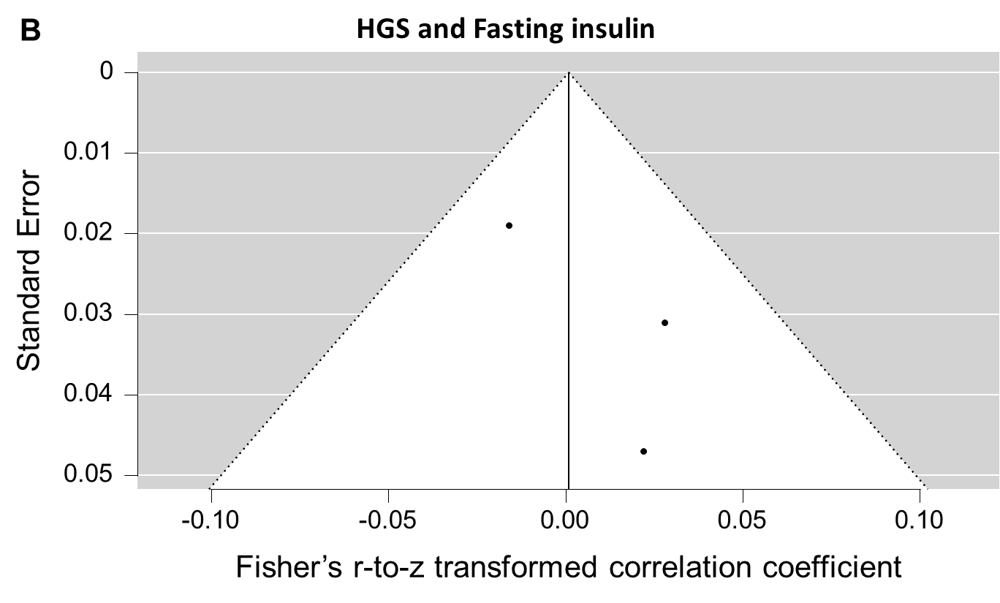 B
HGS and Fasting insulin
0
0.01
0.02
0.03
0.04
0.05
Standard Error
-0.10 -0.05 0.00 0.05 0.10
Fisher’s r-to-z transformed correlation coefficient